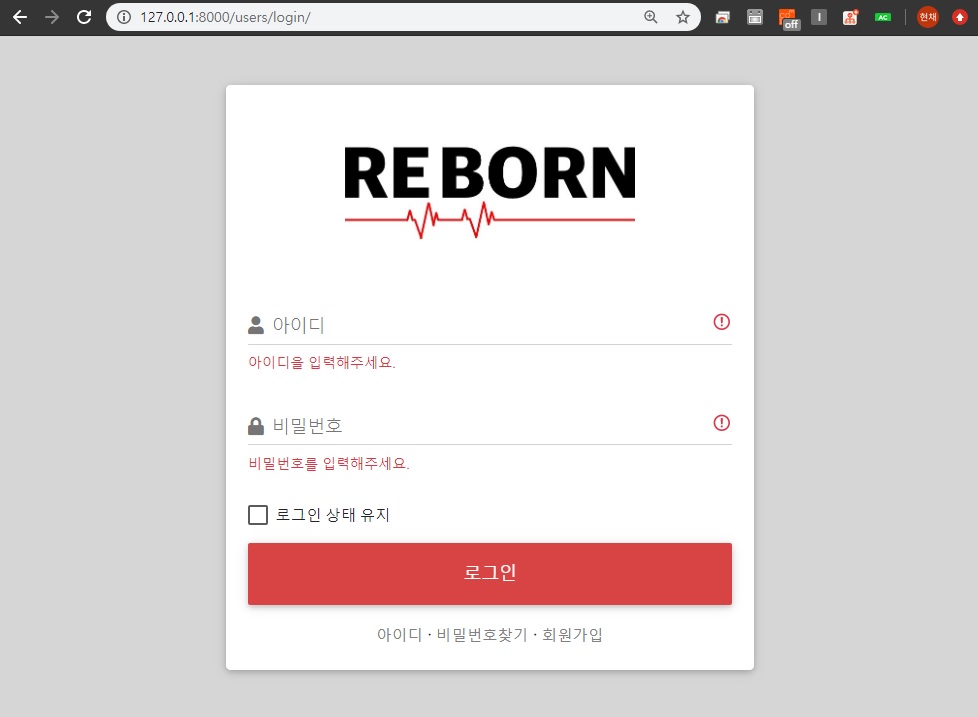 127.0.0.1:8000/users/login/
off
I
AC
현재
REBORN
아이디
아이디을 입력해주세요.
비밀번호
비밀번호를 입력해주세요.
로그인 상태 유지
로그인
아이디 · 비밀번호찾기 · 회원가입